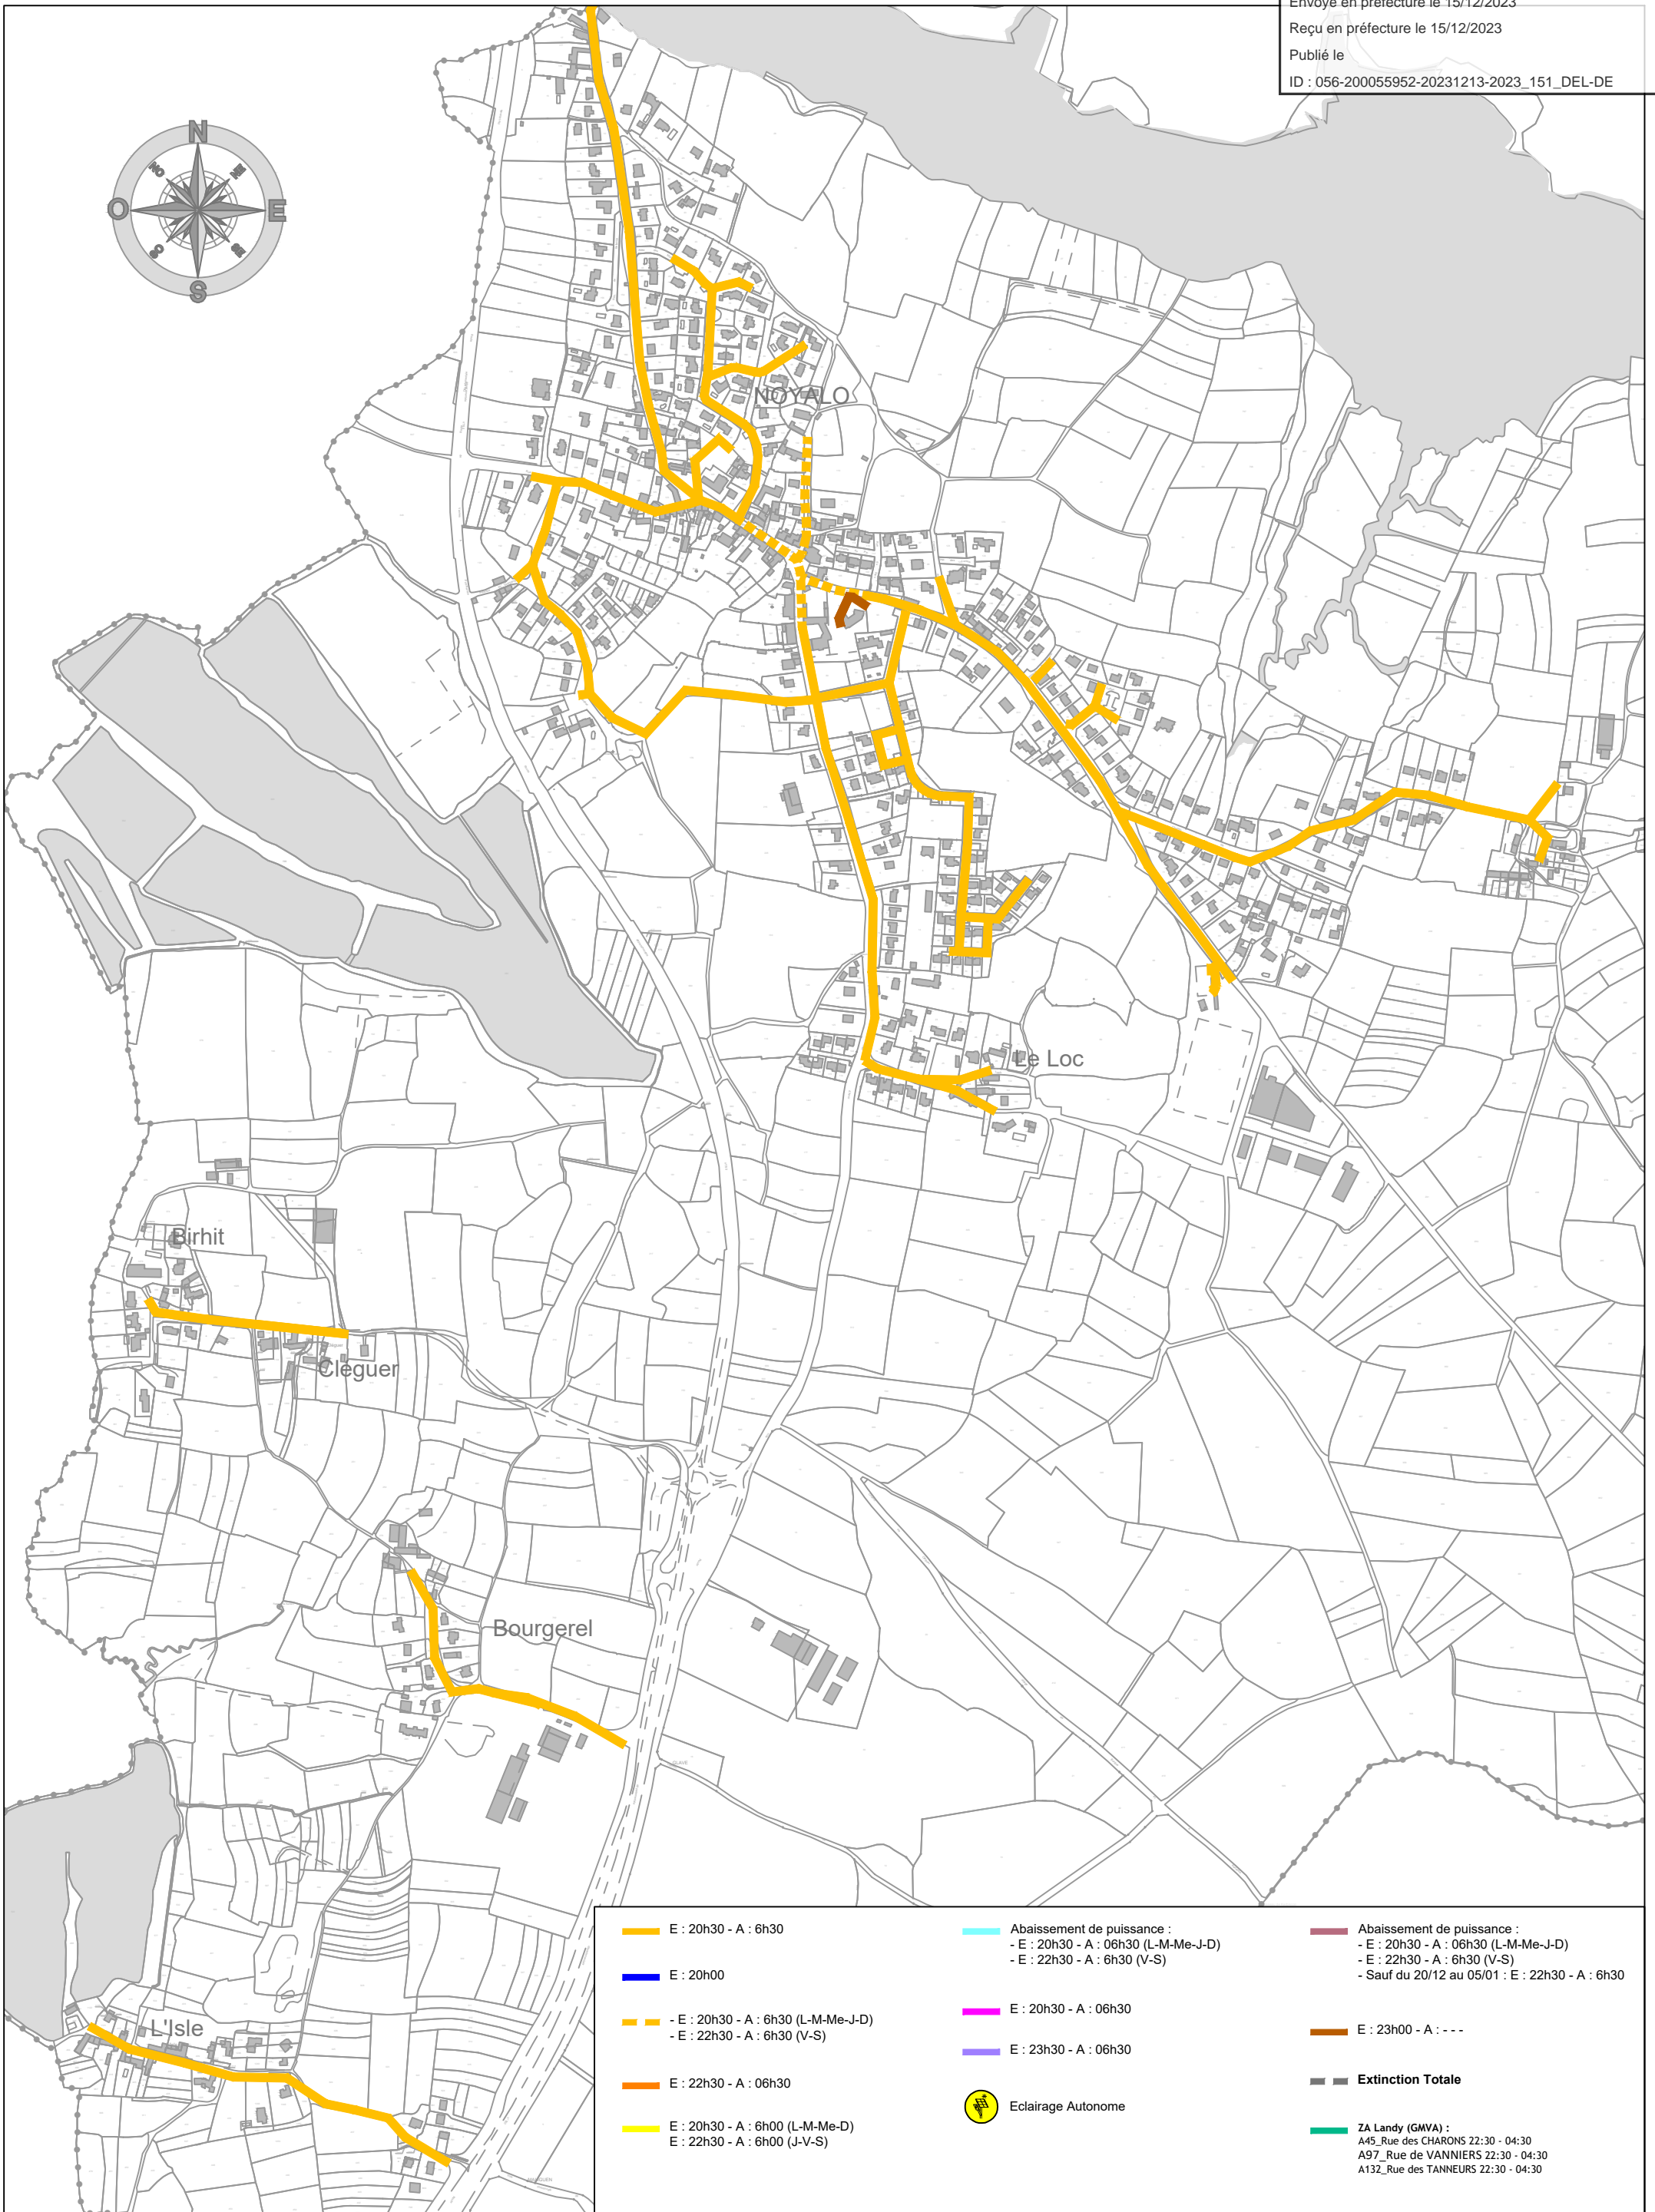 Envoyé en préfecture le 15/12/2023
Reçu en préfecture le 15/12/2023
Publié le
ID : 056-200055952-20231213-2023_151_DEL-DE
N
NO
NE
O
E
SO
SE
S
NOYALO
Le Loc
Birhit
Cleguer
Bourgerel
L'Isle
E : 20h30 - A : 6h30
E : 20h00
- E : 20h30 - A : 6h30 (L-M-Me-J-D)
- E : 22h30 - A : 6h30 (V-S)
E : 22h30 - A : 06h30
E : 20h30 - A : 6h00 (L-M-Me-D)
E : 22h30 - A : 6h00 (J-V-S)
Abaissement de puissance :
- E : 20h30 - A : 06h30 (L-M-Me-J-D)
- E : 22h30 - A : 6h30 (V-S)
E : 20h30 - A : 06h30
E : 23h30 - A : 06h30
Eclairage Autonome
Abaissement de puissance :
- E : 20h30 - A : 06h30 (L-M-Me-J-D)
- E : 22h30 - A : 6h30 (V-S)
- Sauf du 20/12 au 05/01 : E : 22h30 - A : 6h30
E : 23h00 - A : - - -
Extinction Totale
ZA Landy (GMVA) :
A45_Rue des CHARONS 22:30 - 04:30
A97_Rue de VANNIERS 22:30 - 04:30
A132_Rue des TANNEURS 22:30 - 04:30